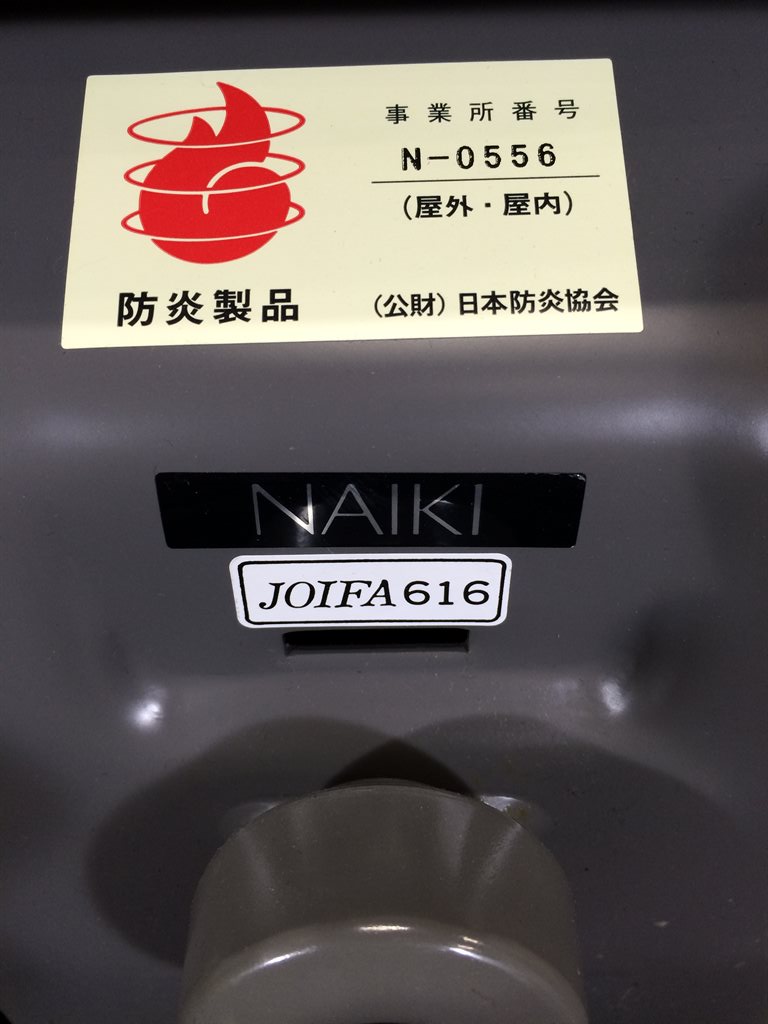 事業所番号
N-0556
(屋外・屋内)
防炎製品
(公財)日本防炎協会
NAIKI
JOIFA616